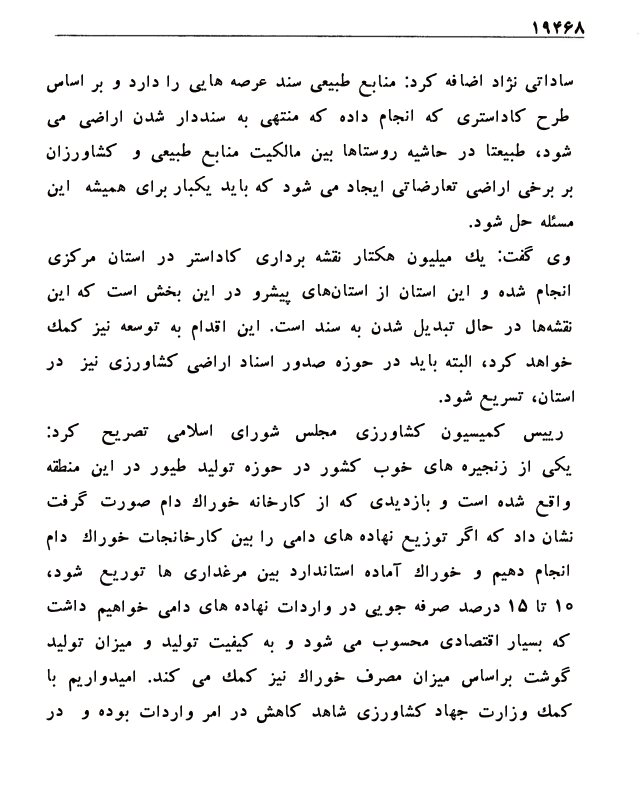 ۱۹۴۶۸
ساداتی نژاد اضافه کرد: منابع طبیعی سند عرصه هایی را دارد و بر اساس
طرح کاداستری که انجام داده که منتهی به سنددار شدن اراضی می
شود، طبیعتا در حاشیه روستاها بین مالکیت منابع طبیعی و کشاورزان
بر برخی اراضی تعارضاتی ایجاد می شود که باید یکبار برای همیشه این
مسئله حل شود.
وی گفت: یك میلیون هکتار نقشه برداری کاداستر در استان مرکزی
انجام شده و این استان از استان‌های پیشرو در این بخش است که این
نقشه‌ها در حال تبدیل شدن به سند است. این اقدام به توسعه نیز کمك
خواهد کرد، البته باید در حوزه صدور اسناد اراضی کشاورزی نیز در
استان، تسریع شود.
رییس کمیسیون کشاورزی مجلس شورای اسلامی تصریح کرد:
یکی از زنجیره های خوب کشور در حوزه تولید طیور در این منطقه
واقع شده است و بازدیدی که از کارخانه خوراك دام صورت گرفت
نشان داد که اگر توزیع نهاده های دامی را بین کارخانجات خوراك دام
انجام دهیم و خوراك آماده استاندارد بین مرغداری ها توریع شود،
۱۰ تا ۱۵ درصد صرفه جویی در واردات نهاده های دامی خواهیم داشت
که بسیار اقتصادی محسوب می شود و به کیفیت تولید و میزان تولید
گوشت براساس میزان مصرف خوراك نیز کمك می کند. امیدواریم با
کمك وزارت جهاد کشاورزی شاهد کاهش در امر واردات بوده و در